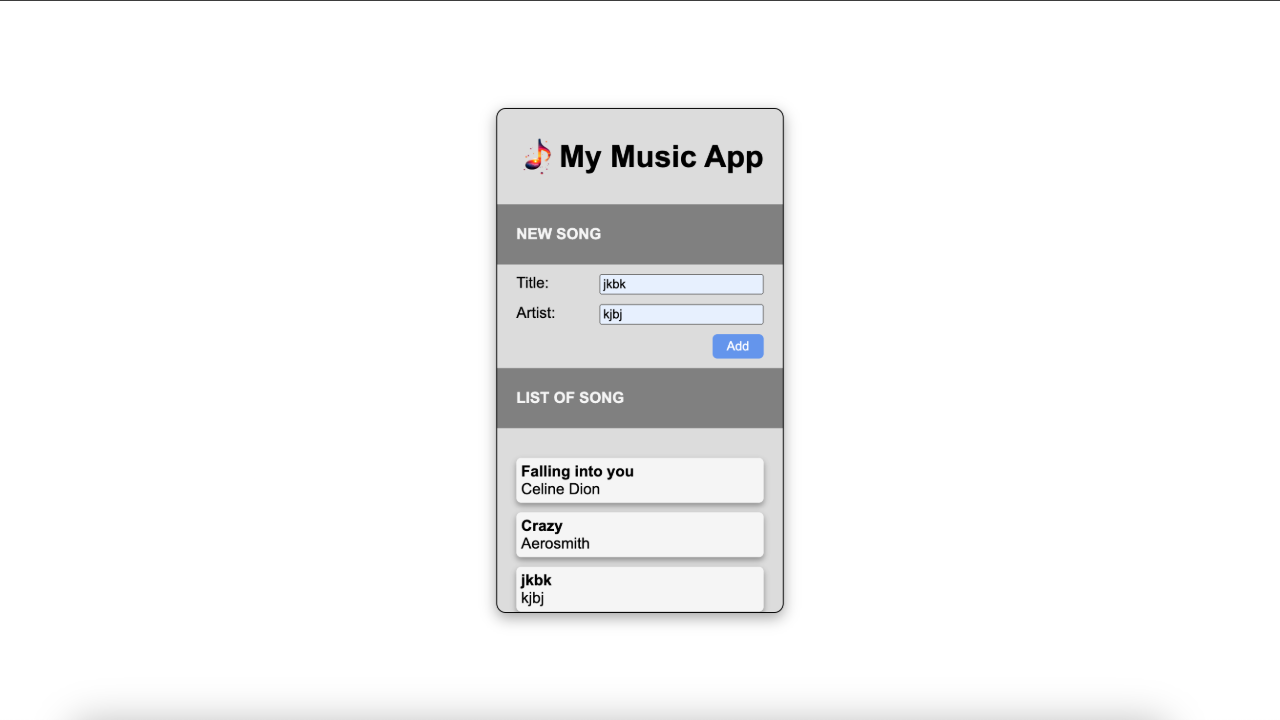 My Music App
NEW SONG
Title: jkbk
Artist: kjbj
Add
LIST OF SONG
Falling into you
Celine Dion
Crazy
Aerosmith
jkbk
kjbj